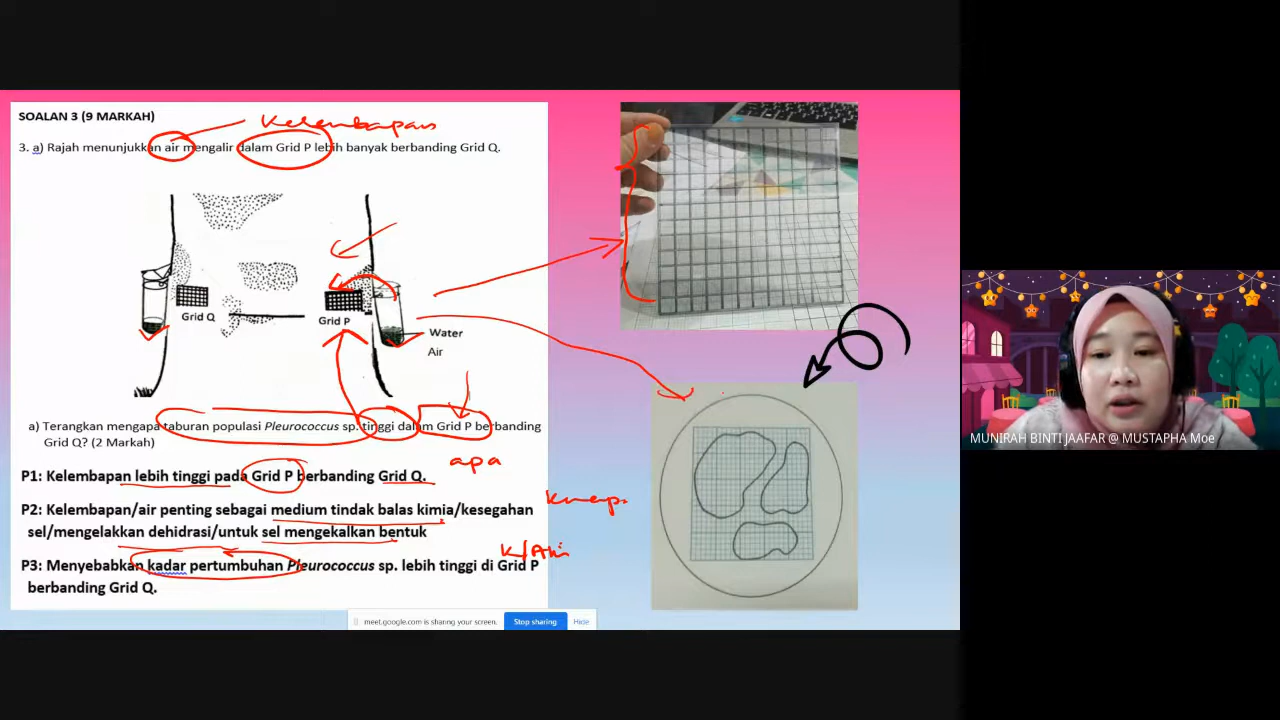 SOALAN 3 (9 MARKAH)
Kelembapan
3. a) Rajah menunjukkan air mengalir dalam Grid P lebih banyak berbanding Grid Q.
Grid Q
Grid P
Water
Air
a) Terangkan mengapa taburan populasi Pleurococcus sp. tinggi dalam Grid P berbanding
Grid Q? (2 Markah)
apa
P1: Kelembapan lebih tinggi pada Grid P berbanding Grid Q.
P2: Kelembapan/air penting sebagai medium tindak balas kimia/kesegahan
sel/mengelakkan dehidrasi/untuk sel mengekalkan bentuk
P3: Menyebabkan kadar pertumbuhan Pleurococcus sp. lebih tinggi di Grid P
berbanding Grid Q.
meet.google.com is sharing your screen.
Stop sharing
Hide
MUNIRAH BINTI JAAFAR @ MUSTAPHA Moe